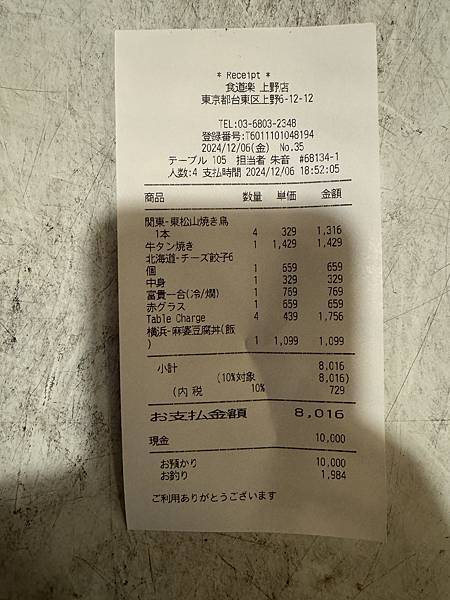 * Receipt *
食道楽 上野店
東京都台東区上野6-12-12
TEL:03-6803-2348
登録番号:T6011101048194
2024/12/06(金) No.35
テーブル 105 担当者 朱音 #68134-1
人数:4 支払時間 2024/12/06 18:52:05
商品 数量 単価 金額
関東-東松山焼き鳥
1本 4 329 1,316
牛タン焼き 1 1,429 1,429
北海道-チーズ餃子6
個 1 659 659
中身 1 329 329
富貴一合(冷/燗) 1 769 769
赤グラス 1 659 659
Table Charge 4 439 1,756
横浜-麻婆豆腐丼(飯
) 1 1,099 1,099
小計 8,016
(10%対象 8,016)
(内 税 10% 729
お支払金額 8,016
現金 10,000
お預かり 10,000
お釣り 1,984
ご利用ありがとうございます